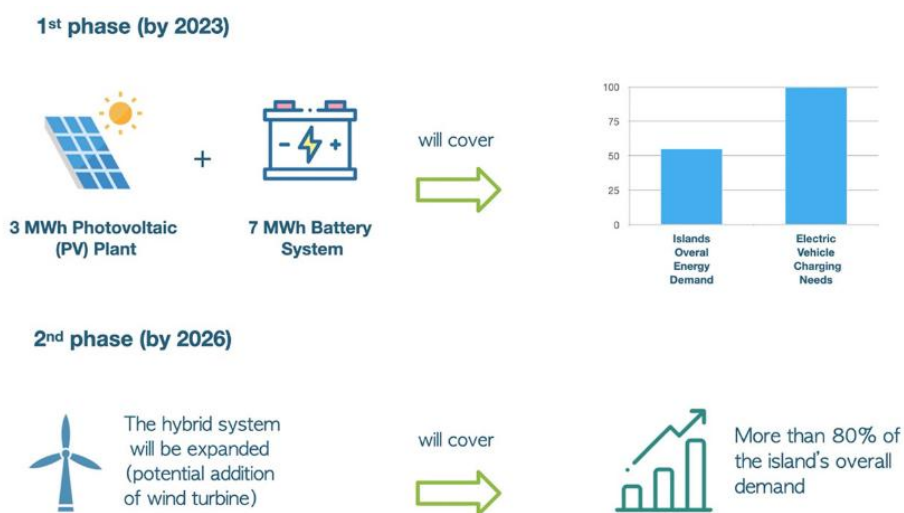 1st phase (by 2023)
+
will cover
3 MWh Photovoltaic
(PV) Plant
7 MWh Battery
System
100
75
50
25
0
Islands
Overal
Energy
Demand
Electric
Vehicle
Charging
Needs
2nd phase (by 2026)
The hybrid system
will be expanded
(potential addition
of wind turbine)
will cover
More than 80% of
the island's overall
demand